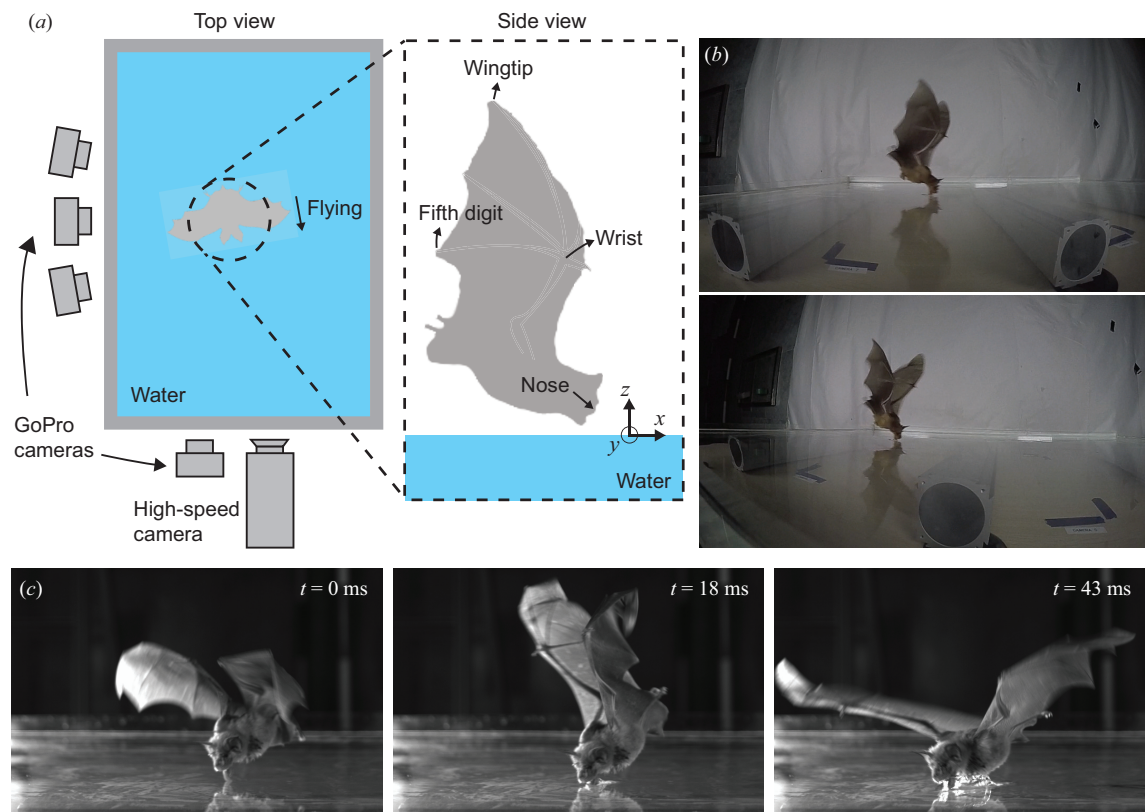 (a)
Top view
Side view
Wingtip
Flying
Fifth digit
Wrist
Nose
z
x
y
Water
Water
GoPro
cameras
High-speed
camera
(b)
(c)
t = 0 ms
t = 18 ms
t = 43 ms